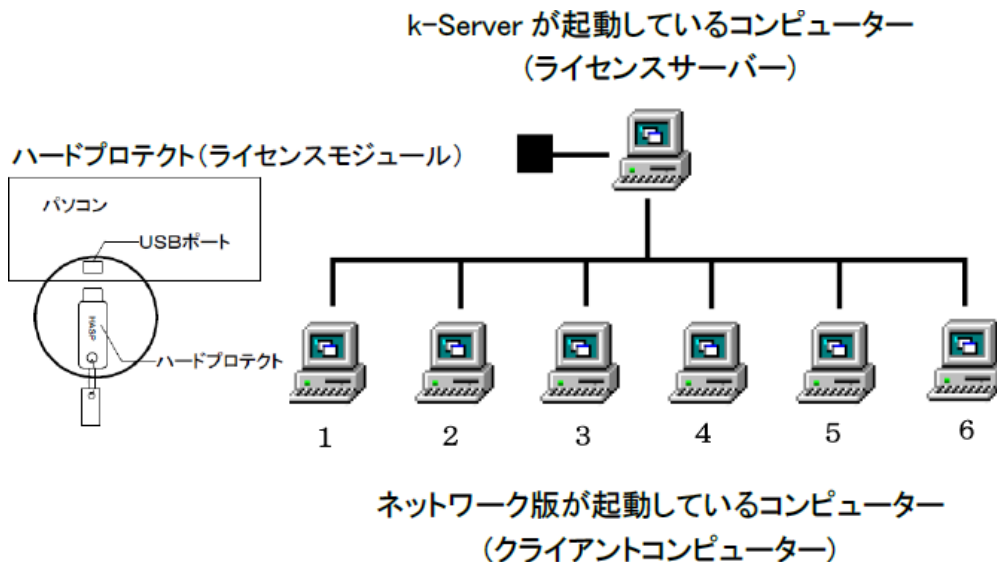 k-Server が起動しているコンピューター
(ライセンスサーバー)
ハードプロテクト(ライセンスモジュール)
パソコン
USBポート
HASP
ハードプロテクト
1 2 3 4 5 6
ネットワーク版が起動しているコンピューター
(クライアントコンピューター)